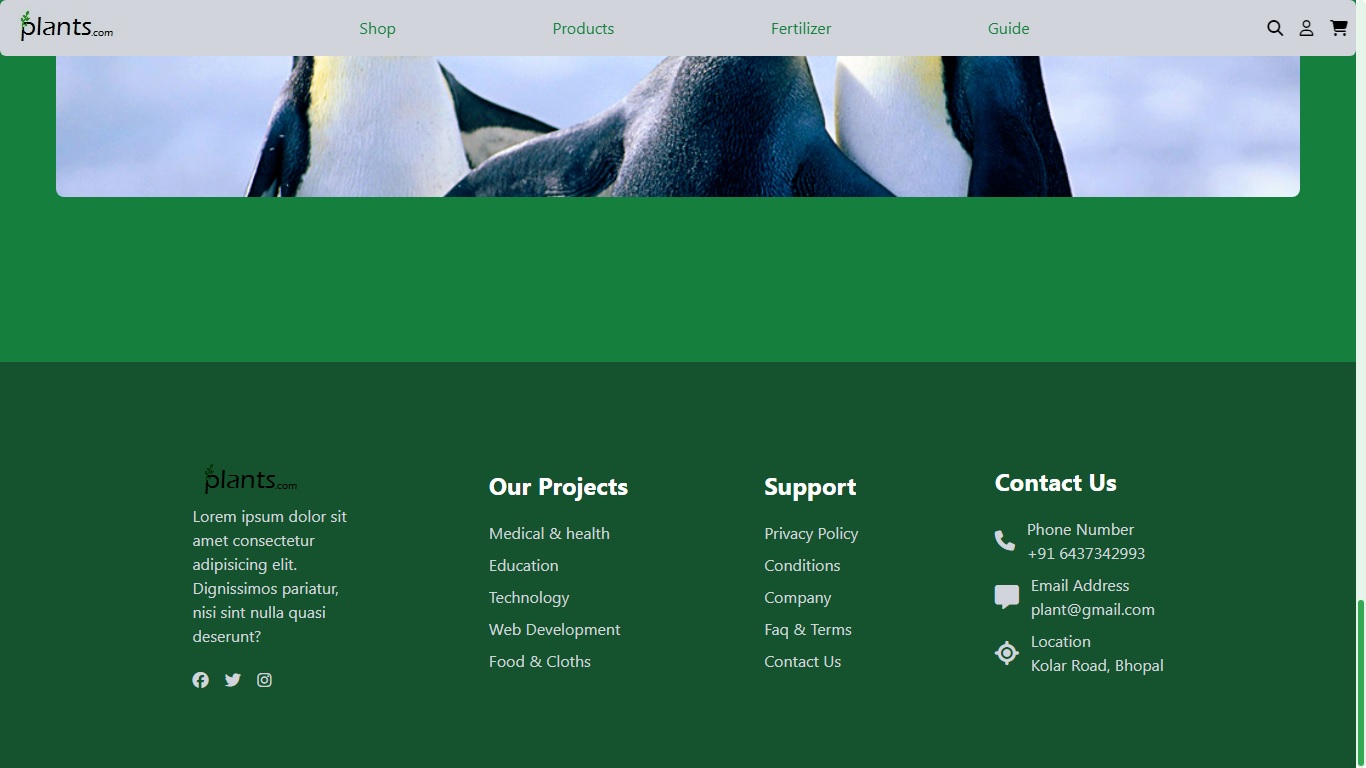 plants.com
Shop
Products
Fertilizer
Guide
plants.com
Lorem ipsum dolor sit
amet consectetur
adipisicing elit.
Dignissimos pariatur,
nisi sint nulla quasi
deserunt?
Our Projects
Medical & health
Education
Technology
Web Development
Food & Cloths
Support
Privacy Policy
Conditions
Company
Faq & Terms
Contact Us
Contact Us
Phone Number
+91 6437342993
Email Address
plant@gmail.com
Location
Kolar Road, Bhopal